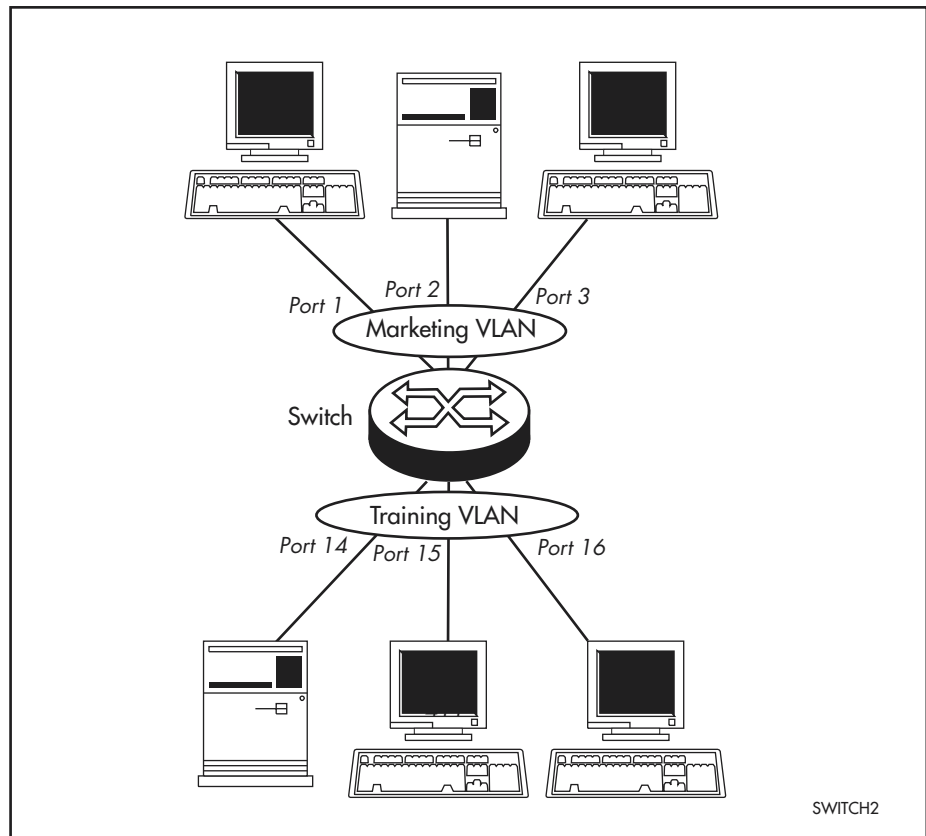 Port 1
Port 2
Port 3
Marketing VLAN
Switch
Training VLAN
Port 14
Port 15
Port 16
SWITCH2